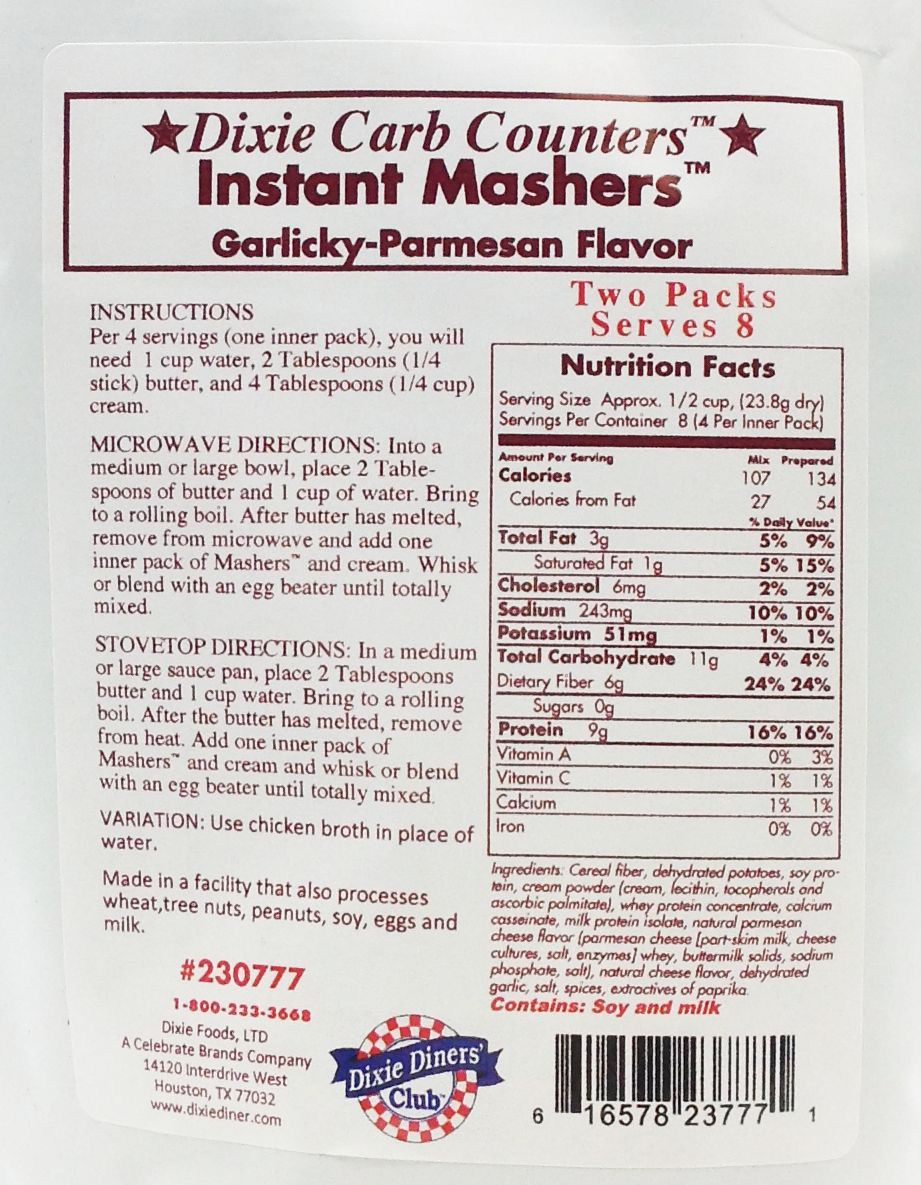 Dixie Carb Counters™
Instant Mashers™
Garlicky-Parmesan Flavor
INSTRUCTIONS
Per 4 servings (one inner pack), you will
need 1 cup water, 2 Tablespoons (1/4
stick) butter, and 4 Tablespoons (1/4 cup)
cream.
MICROWAVE DIRECTIONS: Into a
medium or large bowl, place 2 Table-
spoons of butter and 1 cup of water. Bring
to a rolling boil. After butter has melted,
remove from microwave and add one
inner pack of Mashers™ and cream. Whisk
or blend with an egg beater until totally
mixed.
STOVETOP DIRECTIONS: In a medium
or large sauce pan, place 2 Tablespoons
butter and 1 cup water. Bring to a rolling
boil. After the butter has melted, remove
from heat. Add one inner pack of
Mashers™ and cream and whisk or blend
with an egg beater until totally mixed.
VARIATION: Use chicken broth in place of
water.
Made in a facility that also processes
wheat,tree nuts, peanuts, soy, eggs and
milk.
#230777
1-800-233-3668
Dixie Foods, LTD
A Celebrate Brands Company
14120 Interdrive West
Houston, TX 77032
www.dixiediner.com
Dixie Diners'
Club™
Two Packs
Serves 8
Nutrition Facts
Serving Size Approx. 1/2 cup, (23.8g dry)
Servings Per Container 8 (4 Per Inner Pack)
Amount Per Serving Mix Prepared
Calories 107 134
Calories from Fat 27 54
% Daily Value*
Total Fat 3g 5% 9%
Saturated Fat 1g 5% 15%
Cholesterol 6mg 2% 2%
Sodium 243mg 10% 10%
Potassium 51mg 1% 1%
Total Carbohydrate 11g 4% 4%
Dietary Fiber 6g 24% 24%
Sugars 0g
Protein 9g 16% 16%
Vitamin A 0% 3%
Vitamin C 1% 1%
Calcium 1% 1%
Iron 0% 0%
Ingredients: Cereal fiber, dehydrated potatoes, soy pro-
tein, cream powder (cream, lecithin, tocopherols and
ascorbic palmitate), whey protein concentrate, calcium
casseinate, milk protein isolate, natural parmesan
cheese flavor (parmesan cheese [part-skim milk, cheese
cultures, salt, enzymes] whey, buttermilk solids, sodium
phosphate, salt), natural cheese flavor, dehydrated
garlic, salt, spices, extroctives of paprika.
Contains: Soy and milk
6 16578 23777 1